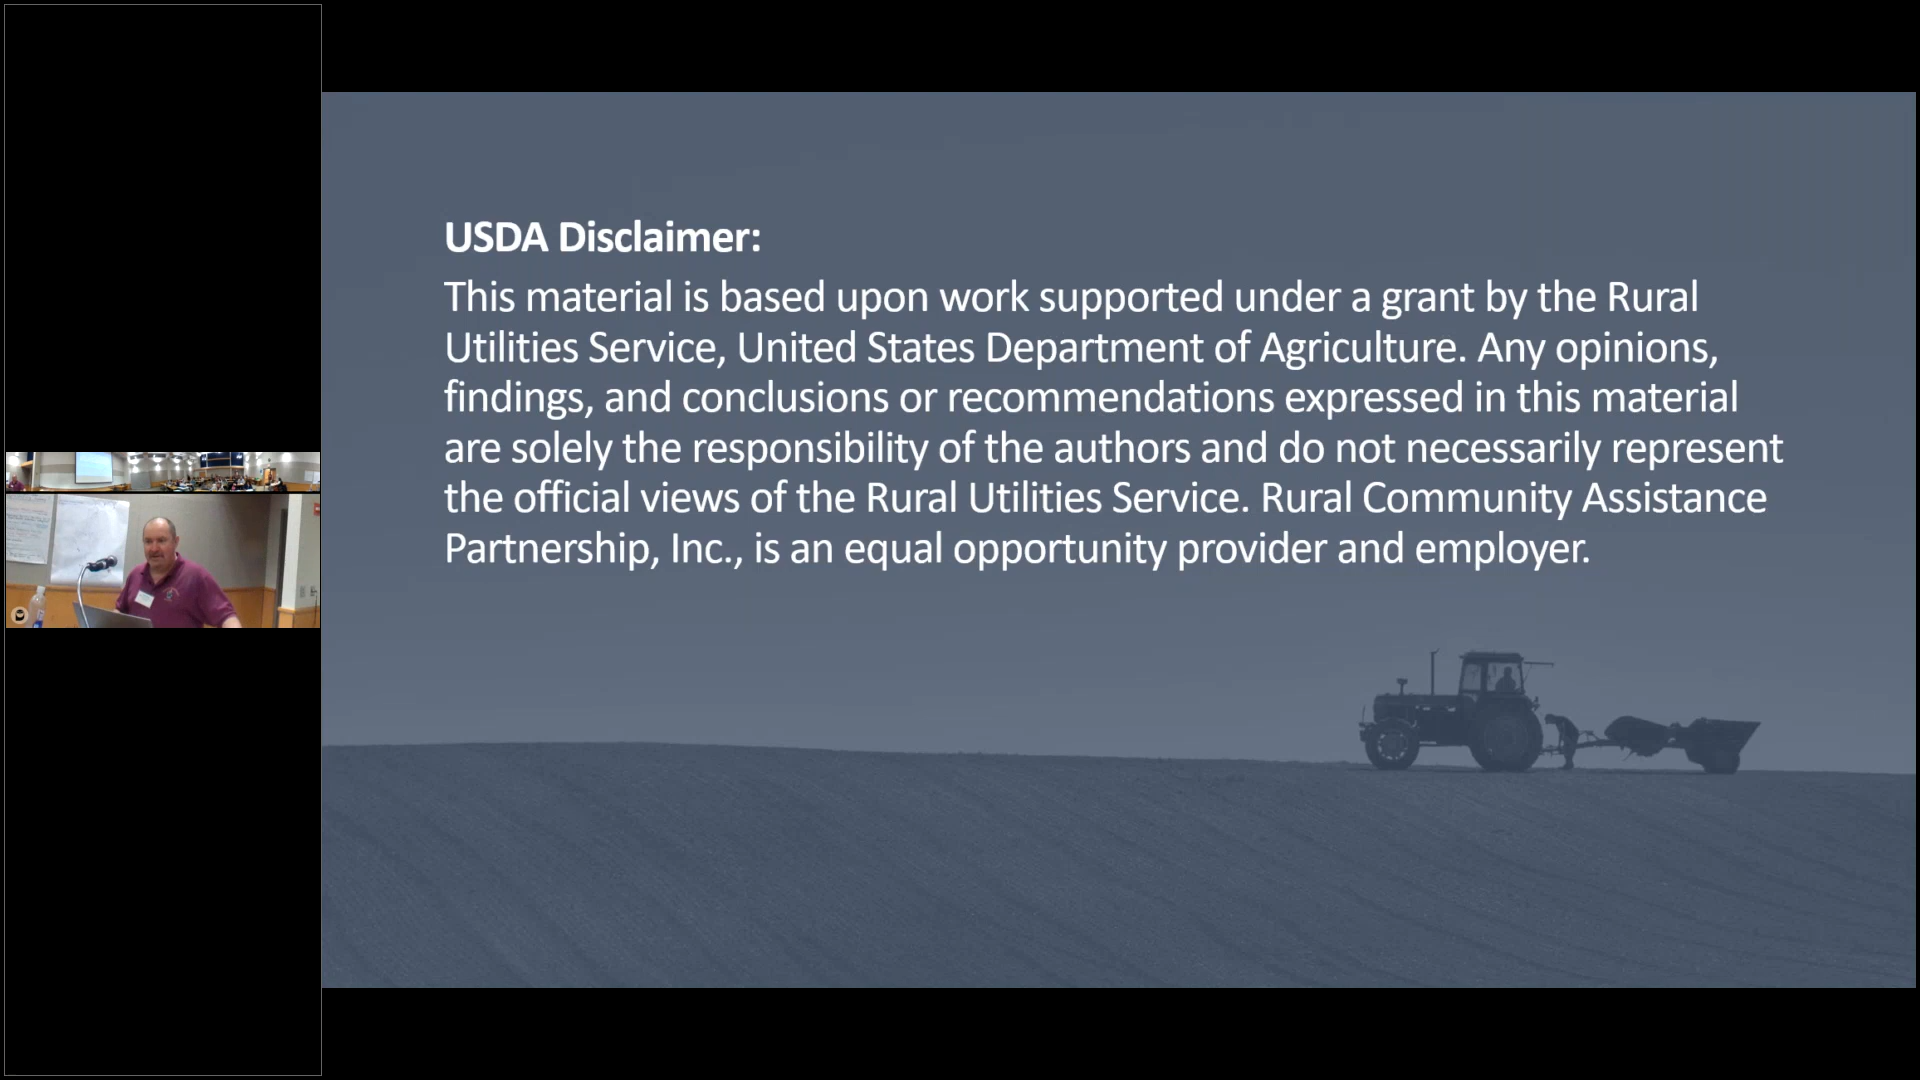 USDA Disclaimer:
This material is based upon work supported under a grant by the Rural
Utilities Service, United States Department of Agriculture. Any opinions,
findings, and conclusions or recommendations expressed in this material
are solely the responsibility of the authors and do not necessarily represent
the official views of the Rural Utilities Service. Rural Community Assistance
Partnership, Inc., is an equal opportunity provider and employer.